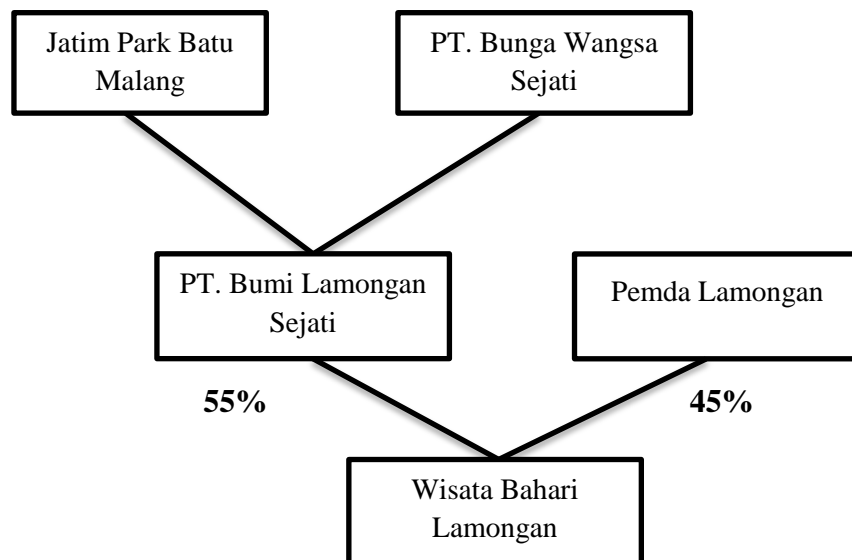 Jatim Park Batu
Malang
PT. Bunga Wangsa
Sejati
PT. Bumi Lamongan
Sejati
Pemda Lamongan
55%
45%
Wisata Bahari
Lamongan